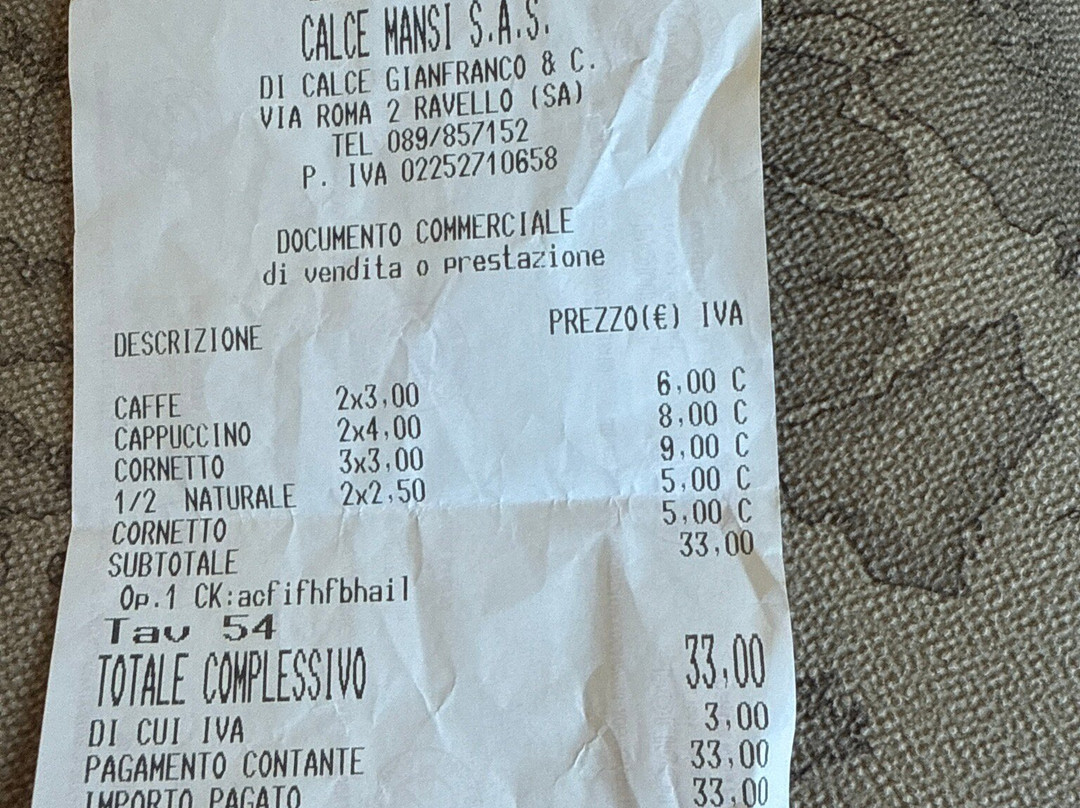 CALCE MANSI S.A.S.
DI CALCE GIANFRANCO & C.
VIA ROMA 2 RAVELLO (SA)
TEL 089/857152
P. IVA 02252710658
DOCUMENTO COMMERCIALE
di vendita o prestazione
DESCRIZIONE PREZZO(€) IVA
CAFFE 2x3,00 6,00 C
CAPPUCCINO 2x4,00 8,00 C
CORNETTO 3x3,00 9,00 C
1/2 NATURALE 2x2,50 5,00 C
CORNETTO 5,00 C
SUBTOTALE 33,00
Op.1 CK:acfifhfbhail
Tav 54
TOTALE COMPLESSIVO 33,00
DI CUI IVA 3,00
PAGAMENTO CONTANTE 33,00
IMPORTO PAGATO 33,00